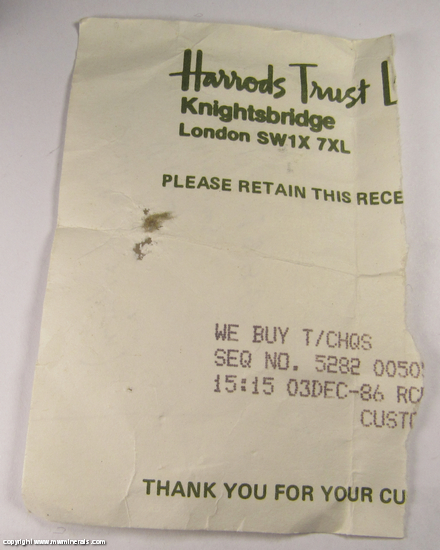 Harrods Trust L
Knightsbridge
London SW1X 7XL
PLEASE RETAIN THIS RECE
WE BUY T/CHQS
SEQ NO. 5282 0050
15:15 03DEC-86 RC
CUSTO
THANK YOU FOR YOUR CU
copyright www.mwminerals.com